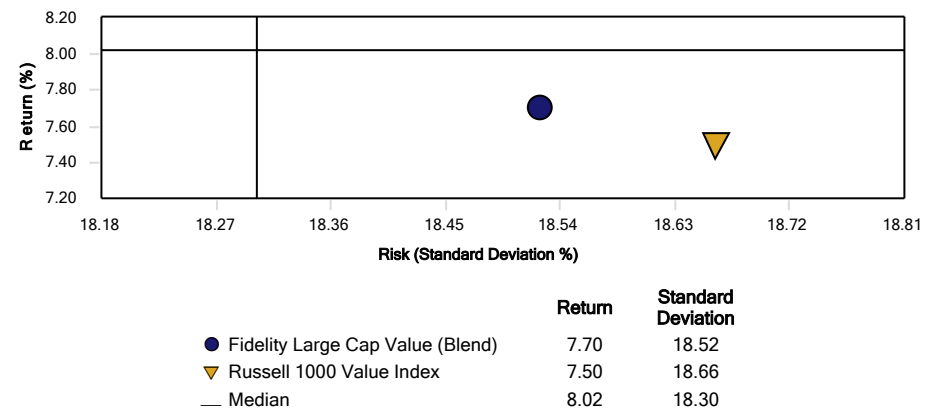 8.20
8.00
7.80
7.60
7.40
7.20
Return (%)
18.18 18.27 18.36 18.45 18.54 18.63 18.72 18.81
Risk (Standard Deviation %)
Return Standard
Deviation
Fidelity Large Cap Value (Blend) 7.70 18.52
Russell 1000 Value Index 7.50 18.66
Median 8.02 18.30